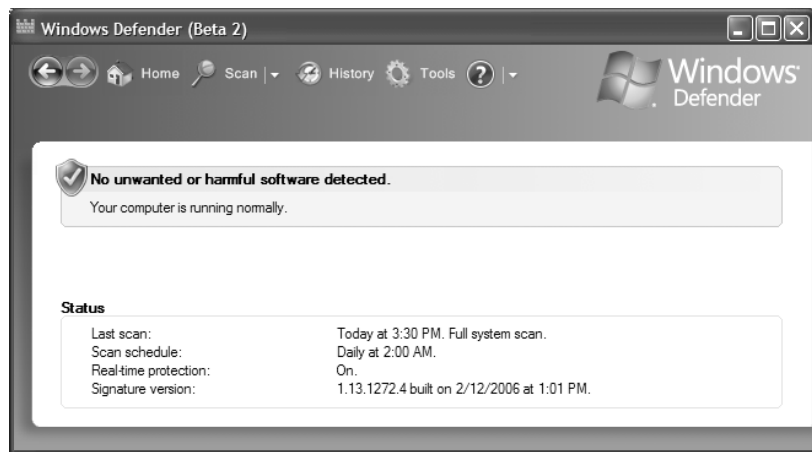 Windows Defender (Beta 2)
Home Scan History Tools ?
Windows
Defender
No unwanted or harmful software detected.
Your computer is running normally.
Status
Last scan: Today at 3:30 PM. Full system scan.
Scan schedule: Daily at 2:00 AM.
Real-time protection: On.
Signature version: 1.13.1272.4 built on 2/12/2006 at 1:01 PM.